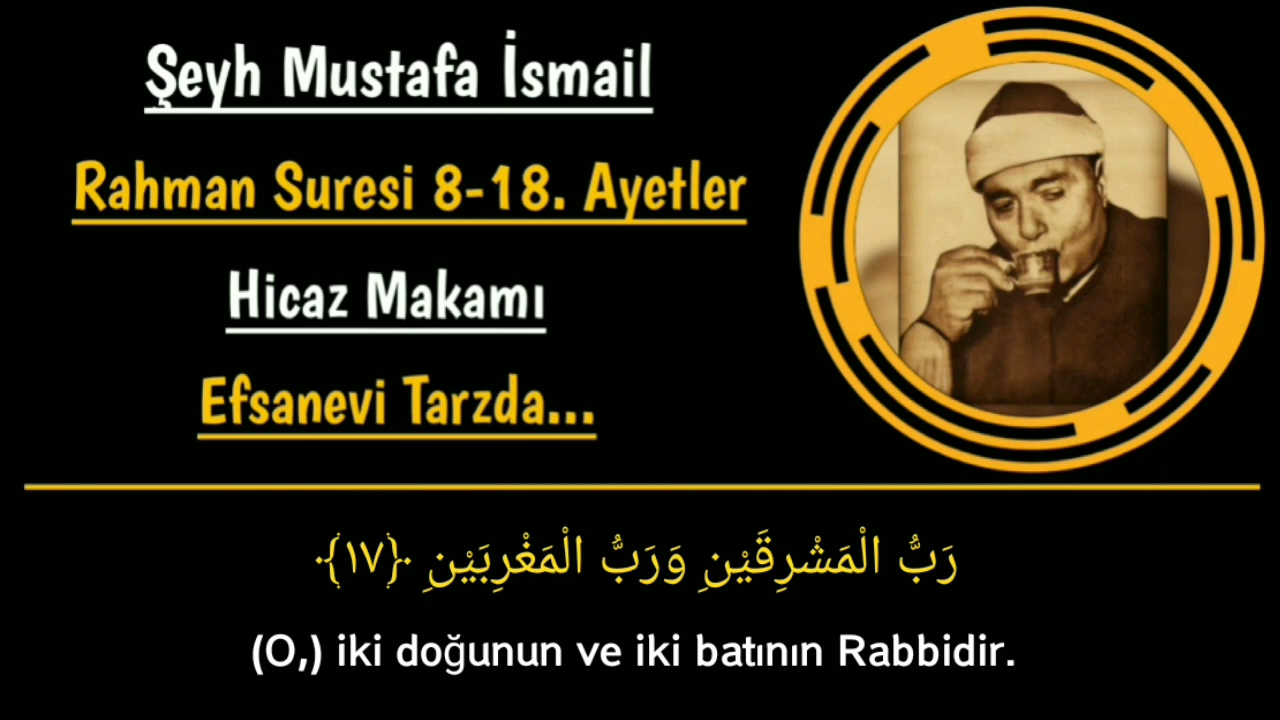 Şeyh Mustafa İsmail
Rahman Suresi 8-18. Ayetler
Hicaz Makamı
Efsanevi Tarzda...
رَبُّ الْمَشْرِقَيْنِ وَرَبُّ الْمَغْرِبَيْنِ ﴿١٧﴾
(O,) iki doğunun ve iki batının Rabbidir.